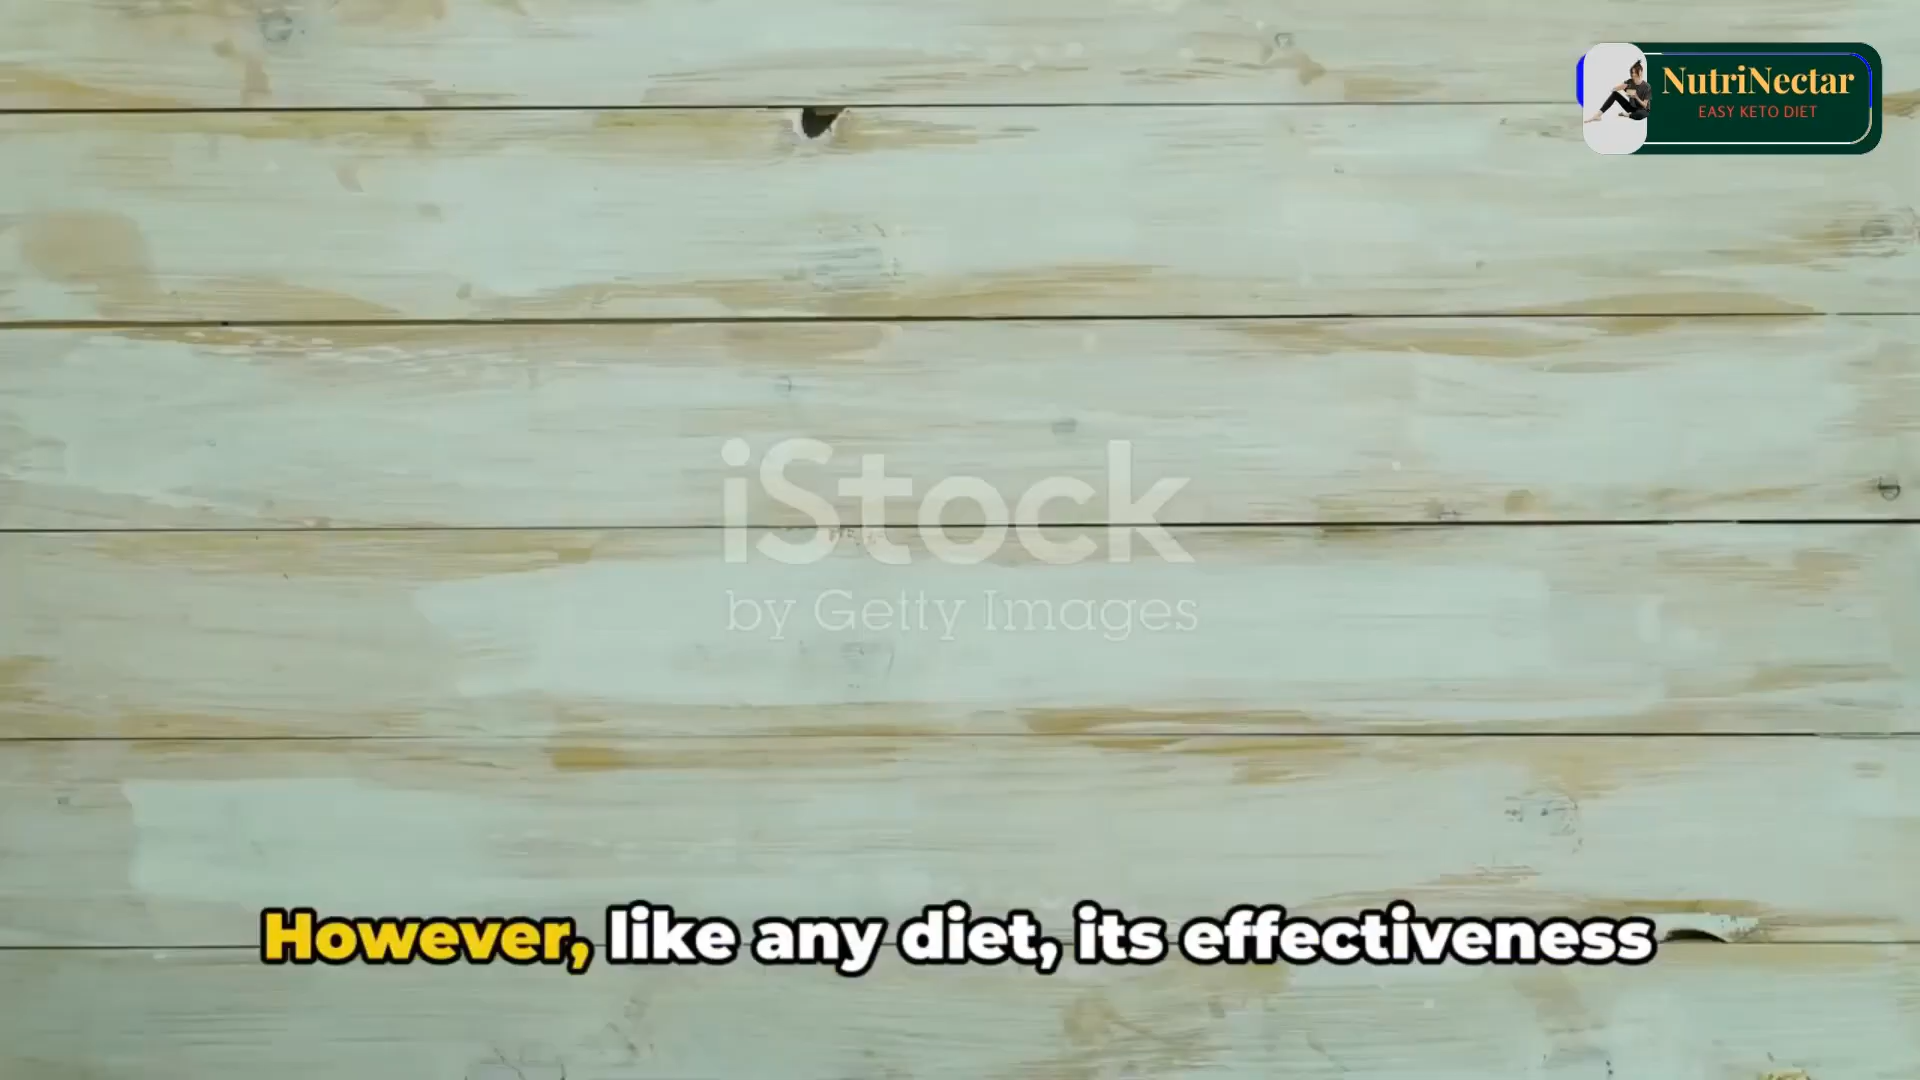 NutriNectar
EASY KETO DIET
iStock
by Getty Images
However, like any diet, its effectiveness